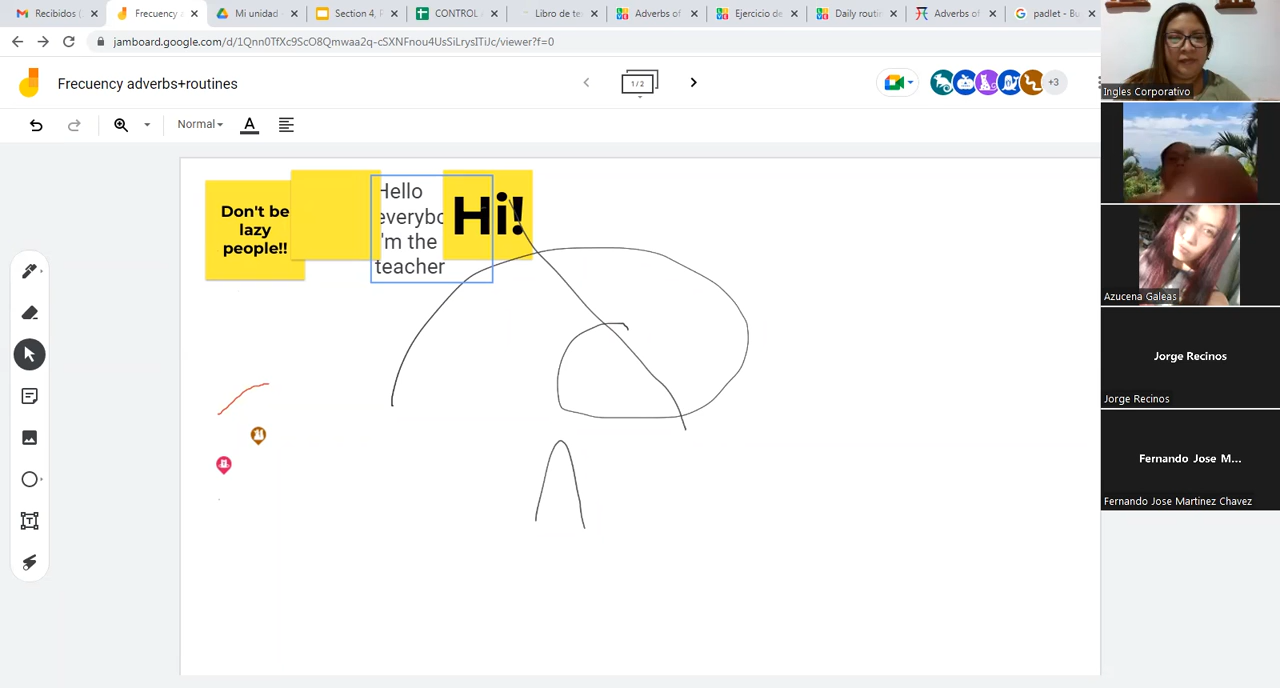 Recibidos (
Frecuency a
Mi unidad
Section 4, F
CONTROL
Libro de te
Adverbs of
Ejercicio de
Daily routin
Adverbs of
padlet - Bu
jamboard.google.com/d/1Qnn0TfXc9ScO8Qmwaa2q-cSXNFnou4UsSiLrysJTiJc/viewer?f=0
Frecuency adverbs+routines
1/2
+3
Normal
A
Don't be
lazy
people!!
Hello
everybo
I'm the
teacher
Hi!
Ingles Corporativo
Azucena Galeas
Jorge Recinos
Jorge Recinos
Fernando Jose M...
Fernando Jose Martinez Chavez